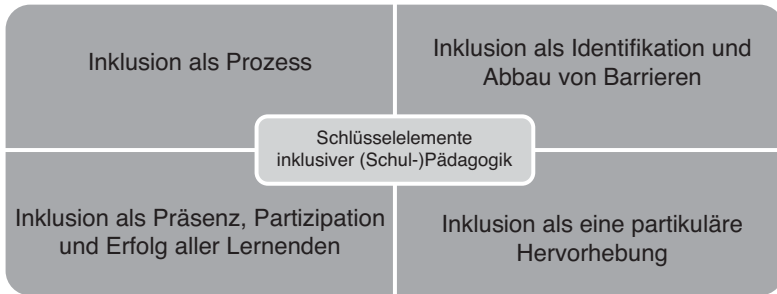 Inklusion als Prozess
Inklusion als Identifikation und
Abbau von Barrieren
Schlüsselelemente
inklusiver (Schul-)Pädagogik
Inklusion als Präsenz, Partizipation
und Erfolg aller Lernenden
Inklusion als eine partikuläre
Hervorhebung